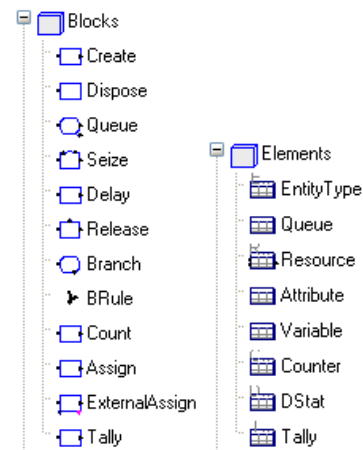 Blocks
Create
Dispose
Queue
Seize
Delay
Release
Branch
BRule
Count
Assign
ExternalAssign
Tally
Elements
EntityType
Queue
Resource
Attribute
Variable
Counter
DStat
Tally